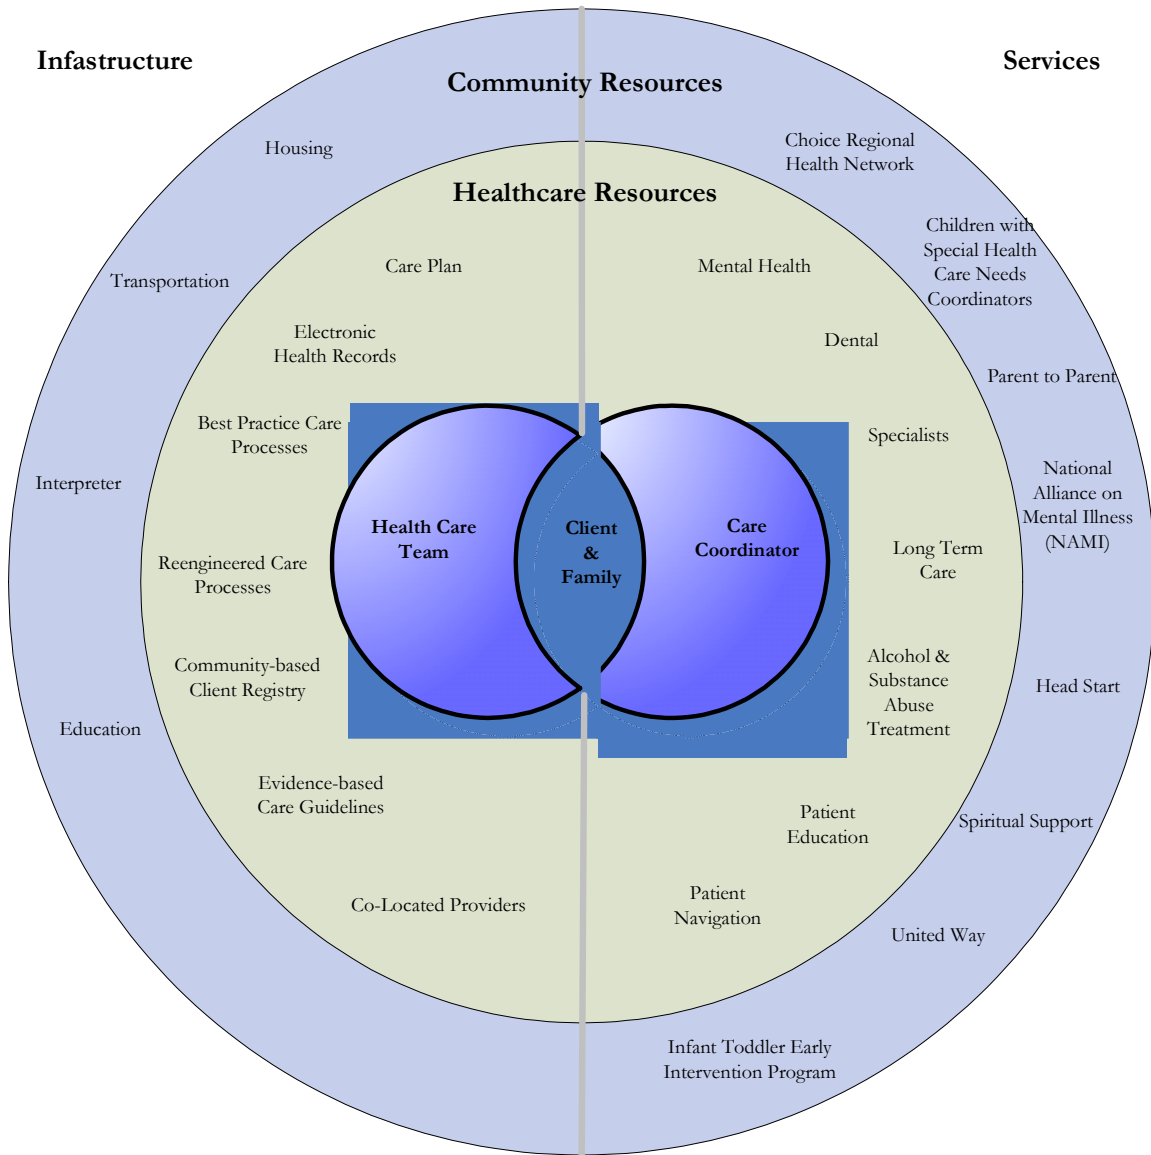 Infastructure
Services
Community Resources
Housing
Choice Regional
Health Network
Healthcare Resources
Children with
Special Health
Care Needs
Coordinators
Transportation
Care Plan
Mental Health
Electronic
Health Records
Dental
Parent to Parent
Best Practice Care
Processes
Specialists
Interpreter
National
Alliance on
Mental Illness
(NAMI)
Health Care
Team
Client
&
Family
Care
Coordinator
Reengineered Care
Processes
Long Term
Care
Community-based
Client Registry
Alcohol &
Substance
Abuse
Treatment
Head Start
Education
Evidence-based
Care Guidelines
Patient
Education
Spiritual Support
Co-Located Providers
Patient
Navigation
United Way
Infant Toddler Early
Intervention Program